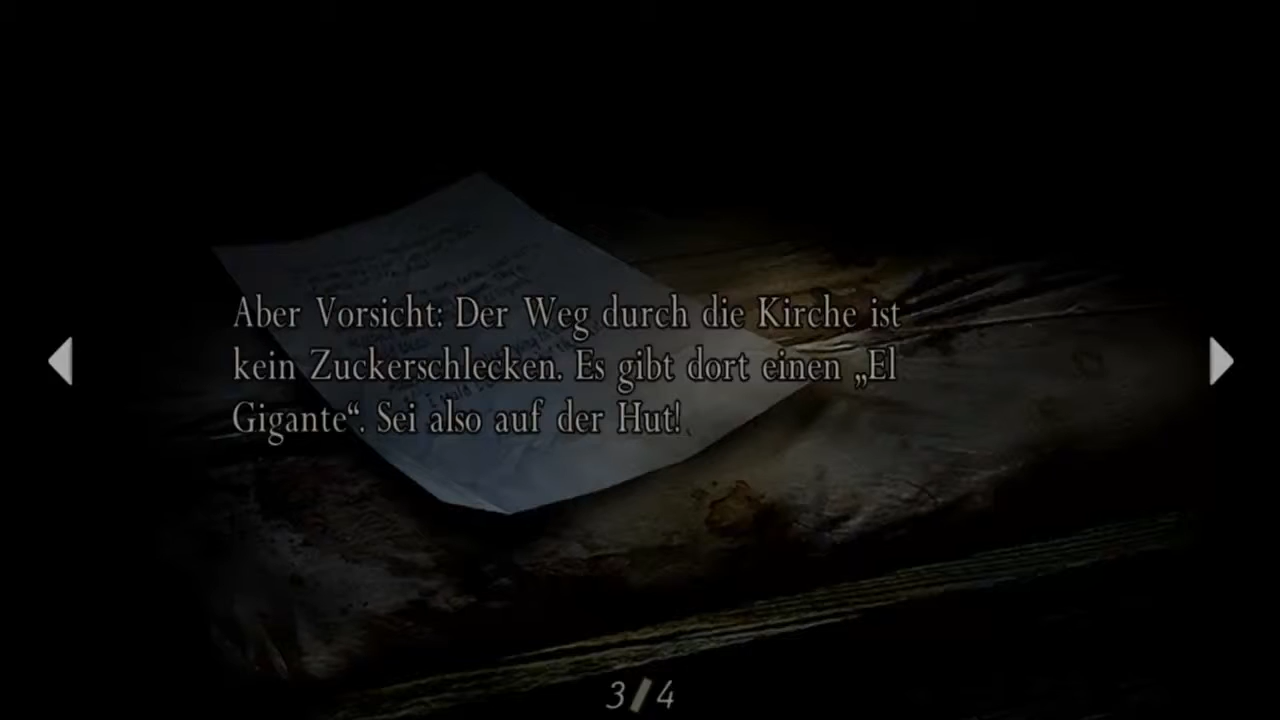 Aber Vorsicht: Der Weg durch die Kirche ist
kein Zuckerschlecken. Es gibt dort einen „El
Gigante“. Sei also auf der Hut!
3/4